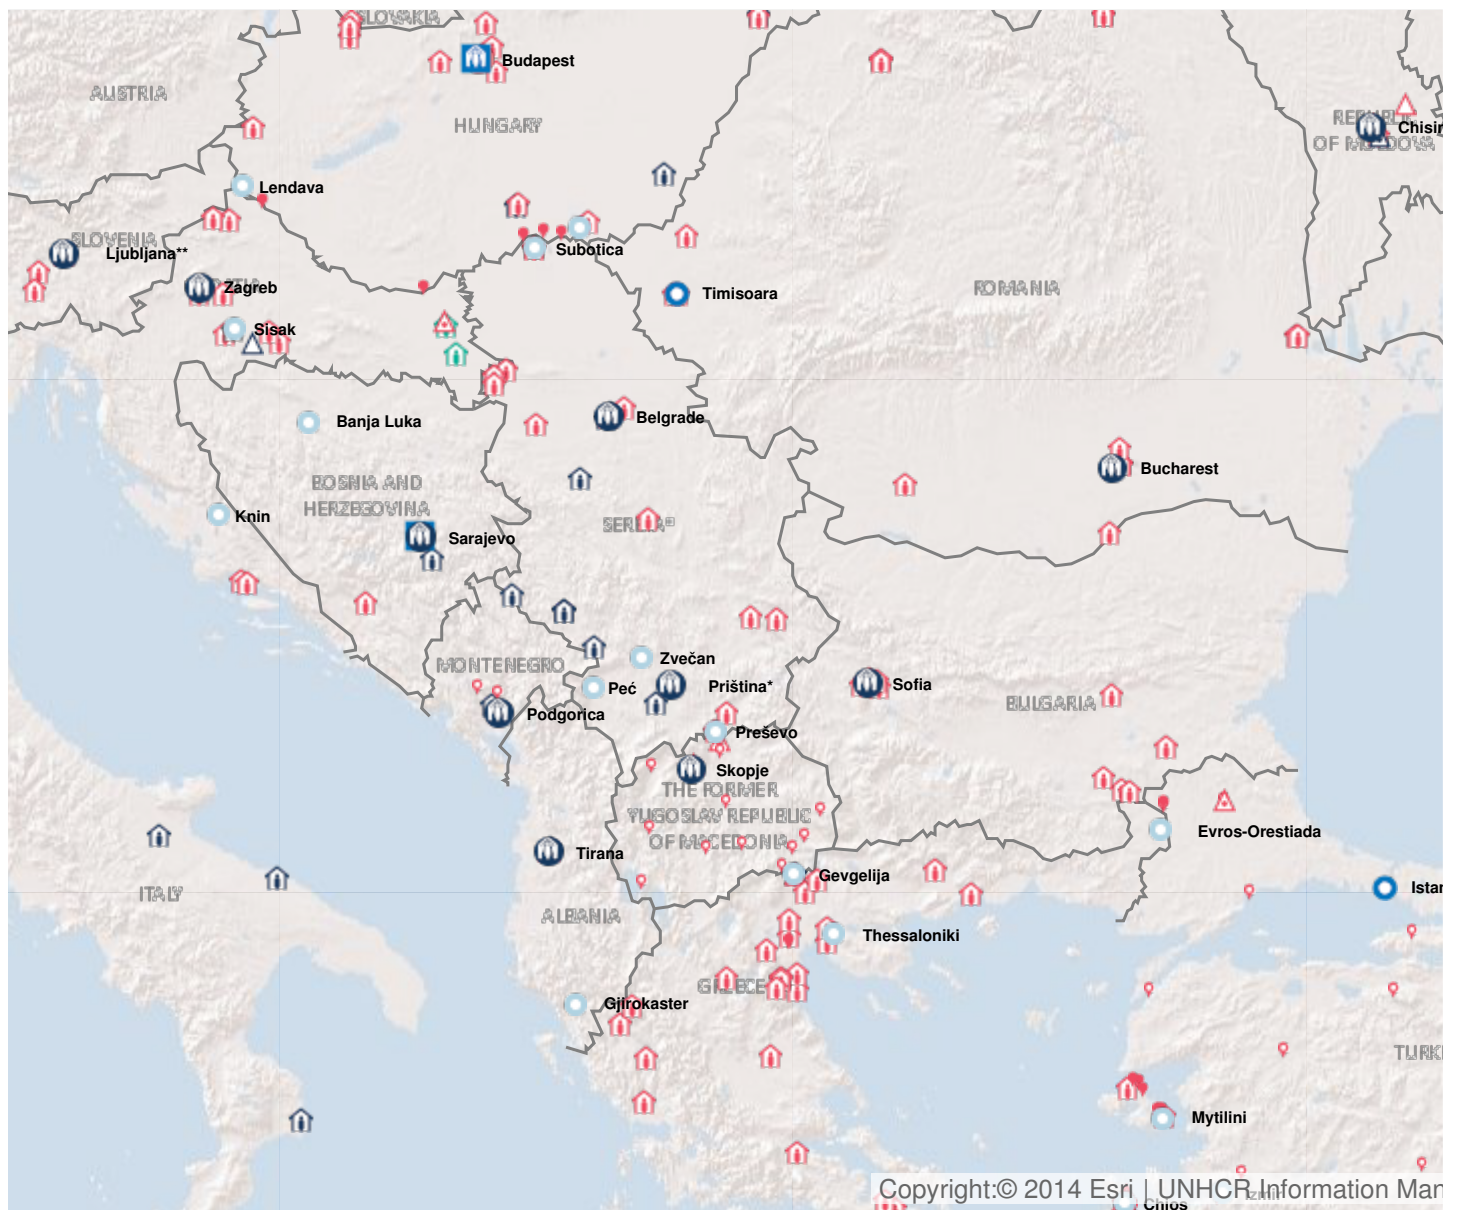 SLOVAKIA
Budapest
AUSTRIA
HUNGARY
REPUBLIC
OF MOLDOVA
Chisin
Lendava
SLOVENIA
Ljubljana**
Subotica
Zagreb
Timisoara
ROMANIA
Sisak
Banja Luka
Belgrade
Bucharest
BOSNIA AND
HERZEGOVINA
Knin
Sarajevo
Zvečan
MONTENEGRO
Peć
Priština*
Sofia
BULGARIA
Podgorica
Preševo
Skopje
THE FORMER
YUGOSLAV REPUBLIC
OF MACEDONIA
Evros-Orestiada
Tirana
Gevgelija
Istan
ITALY
ALBANIA
Thessaloniki
GREECE
Gjirokaster
TURK
Mytilini
Copyright:© 2014 Esri | UNHCR Information Man
Izmir
Chios